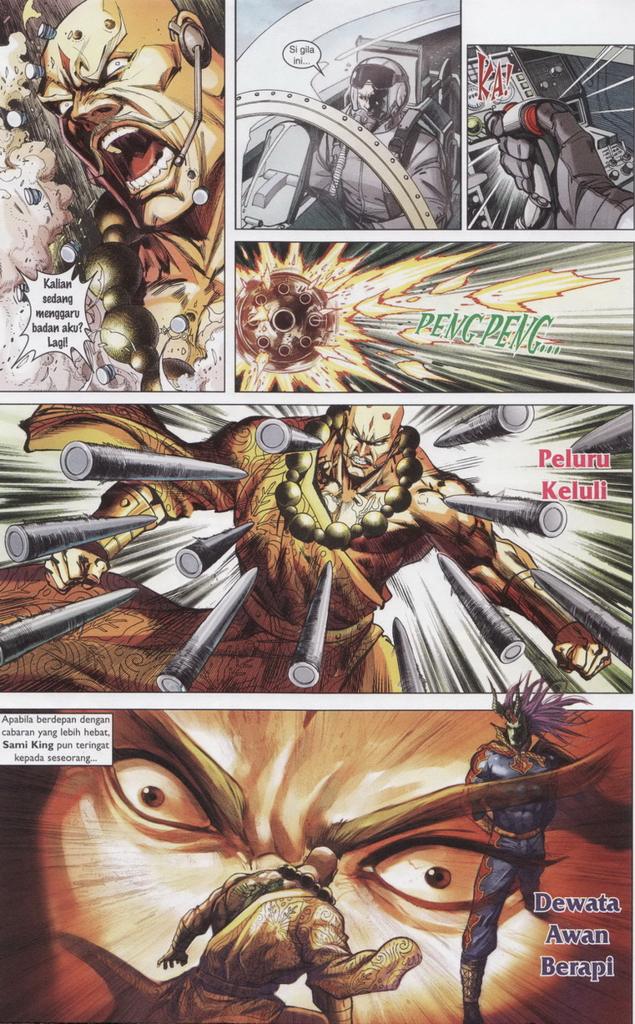 Kalian
sedang
menggaru
badan aku?
Lagi!
Si gila
ini...
KA!
PENG-PENG...
Peluru
Keluli
Apabila berdepan dengan
cabaran yang lebih hebat,
Sami King pun teringat
kepada seseorang...
Dewata
Awan
Berapi